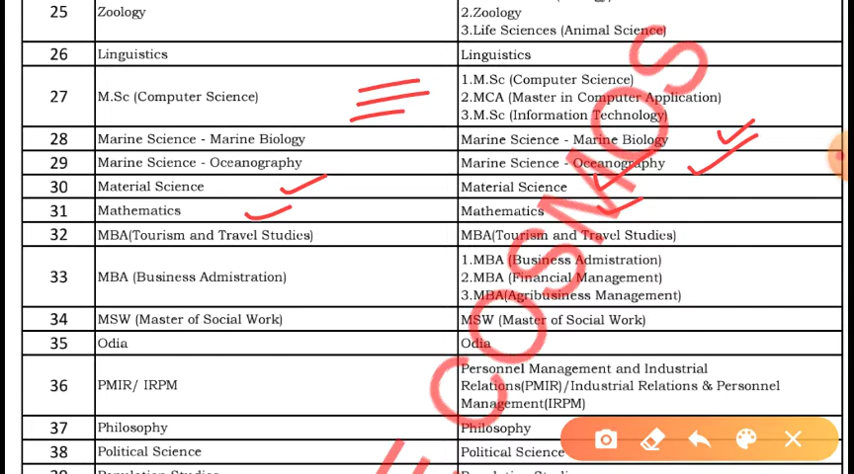 25 Zoology 2.Zoology
3.Life Sciences (Animal Science)
26 Linguistics Linguistics
27 M.Sc (Computer Science) 1.M.Sc (Computer Science)
2.MCA (Master in Computer Application)
3.M.Sc (Information Technology)
28 Marine Science - Marine Biology Marine Science - Marine Biology
29 Marine Science - Oceanography Marine Science - Oceanography
30 Material Science Material Science
31 Mathematics Mathematics
32 MBA(Tourism and Travel Studies) MBA(Tourism and Travel Studies)
33 MBA (Business Admistration) 1.MBA (Business Admistration)
2.MBA (Financial Management)
3.MBA(Agribusiness Management)
34 MSW (Master of Social Work) MSW (Master of Social Work)
35 Odia Odia
36 PMIR/ IRPM Personnel Management and Industrial
Relations(PMIR)/Industrial Relations & Personnel
Management(IRPM)
37 Philosophy Philosophy
38 Political Science Political Science
COSMOS